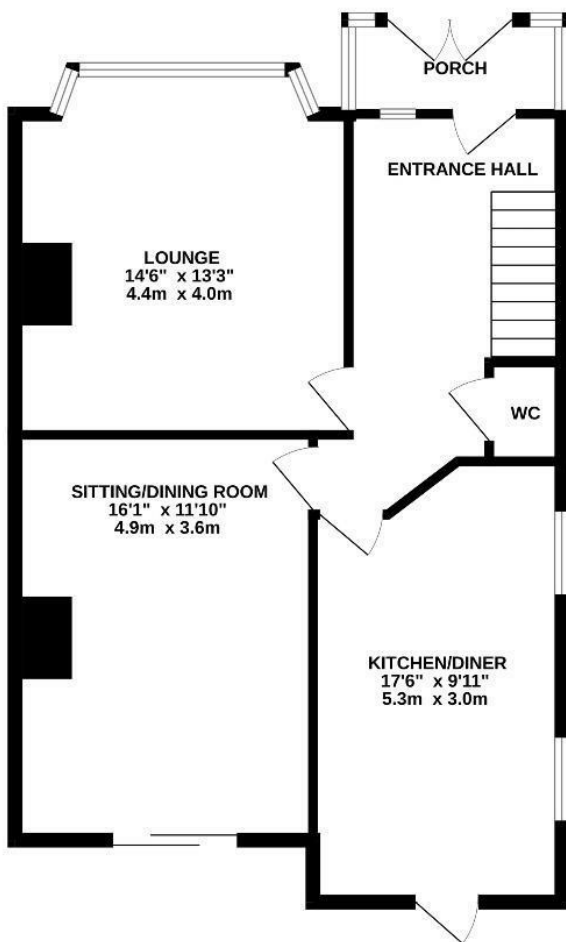 PORCH
ENTRANCE HALL
LOUNGE
14'6" x 13'3"
4.4m x 4.0m
WC
SITTING/DINING ROOM
16'1" x 11'10"
4.9m x 3.6m
KITCHEN/DINER
17'6" x 9'11"
5.3m x 3.0m